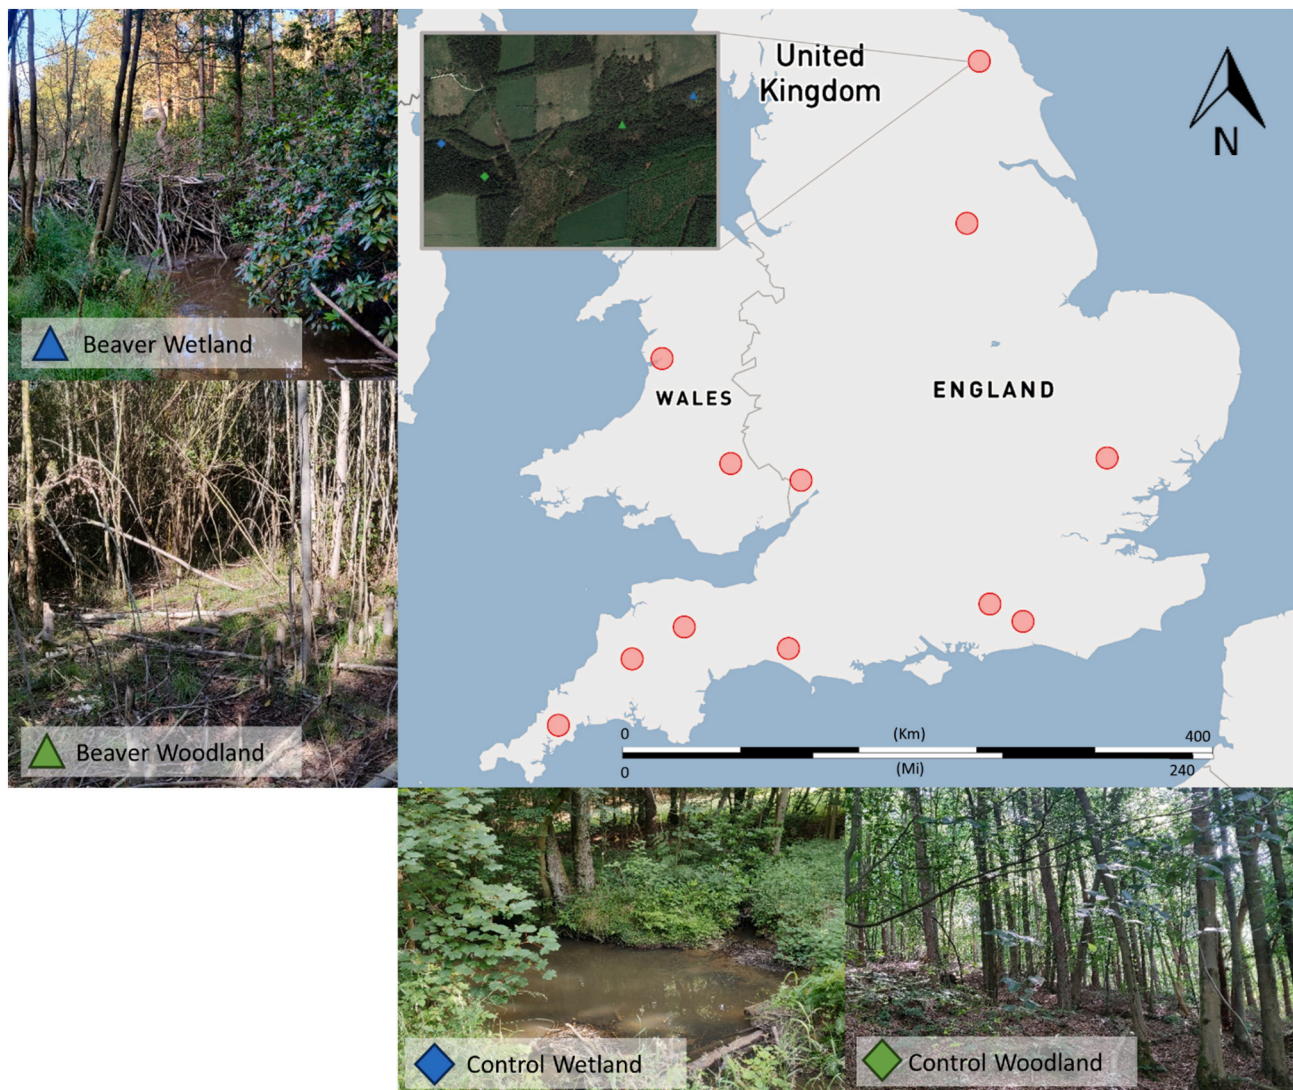 United
Kingdom
N
Beaver Wetland
WALES
ENGLAND
Beaver Woodland
0
(Km)
400
0
(Mi)
240
Control Wetland
Control Woodland